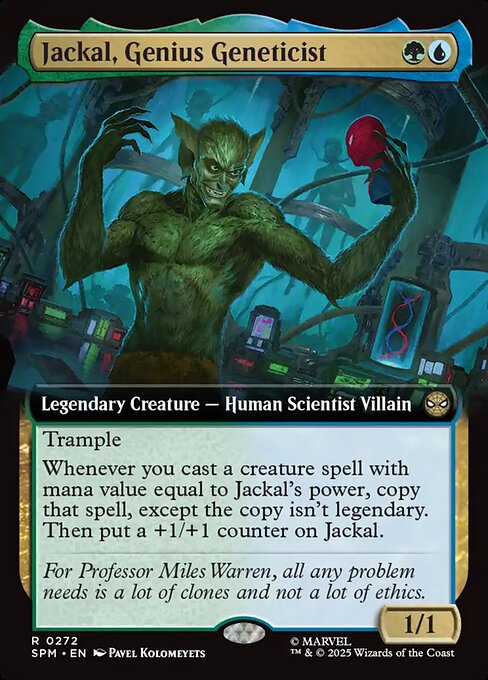 Jackal, Genius Geneticist
Legendary Creature — Human Scientist Villain
Trample
Whenever you cast a creature spell with
mana value equal to Jackal's power, copy
that spell, except the copy isn't legendary.
Then put a +1/+1 counter on Jackal.
For Professor Miles Warren, all any problem
needs is a lot of clones and not a lot of ethics.
1/1
R 0272
SPM • EN Pavel Kolomeyets
© MARVEL
™ & © 2025 Wizards of the Coast